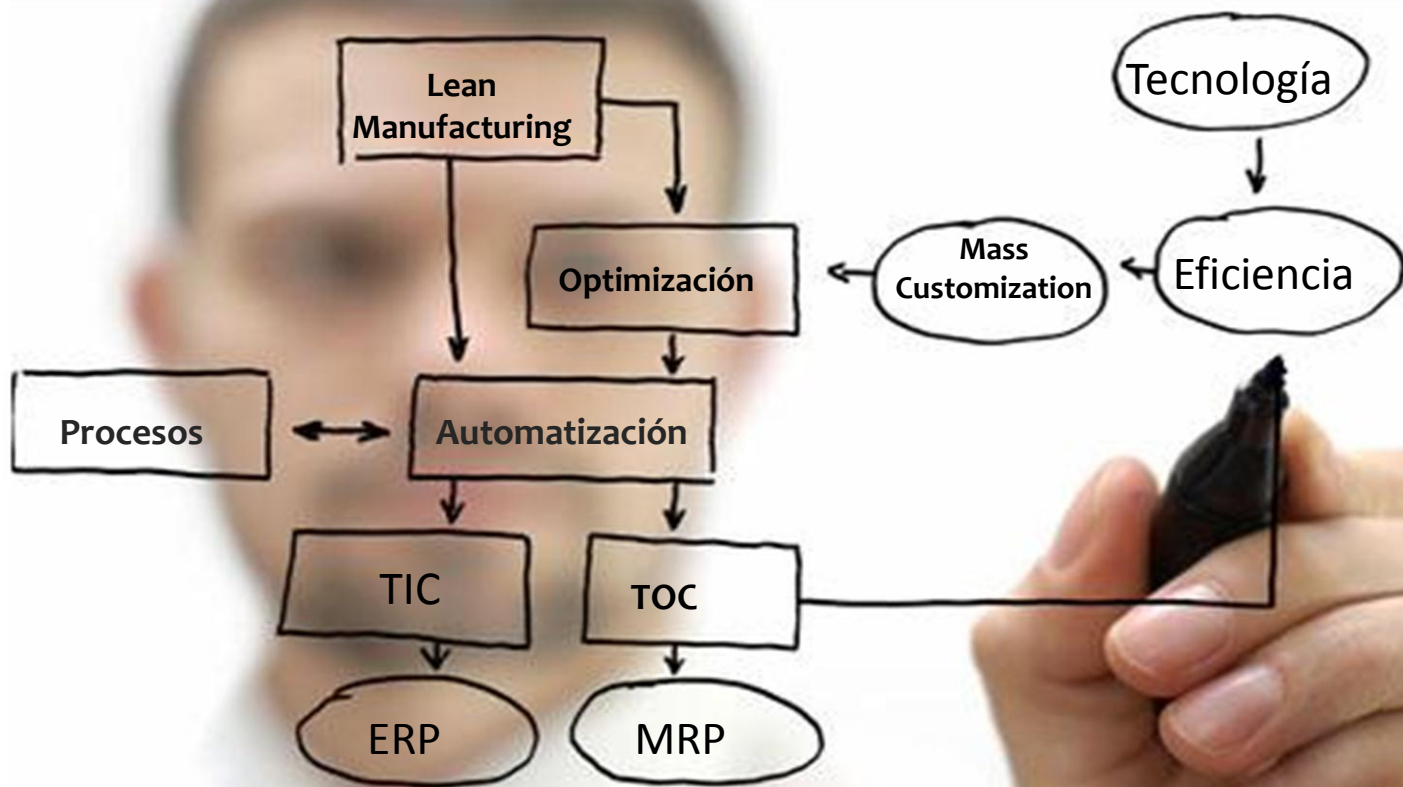 Lean
Manufacturing
Tecnología
Optimización
Mass
Customization
Eficiencia
Procesos
Automatización
TIC
TOC
ERP
MRP